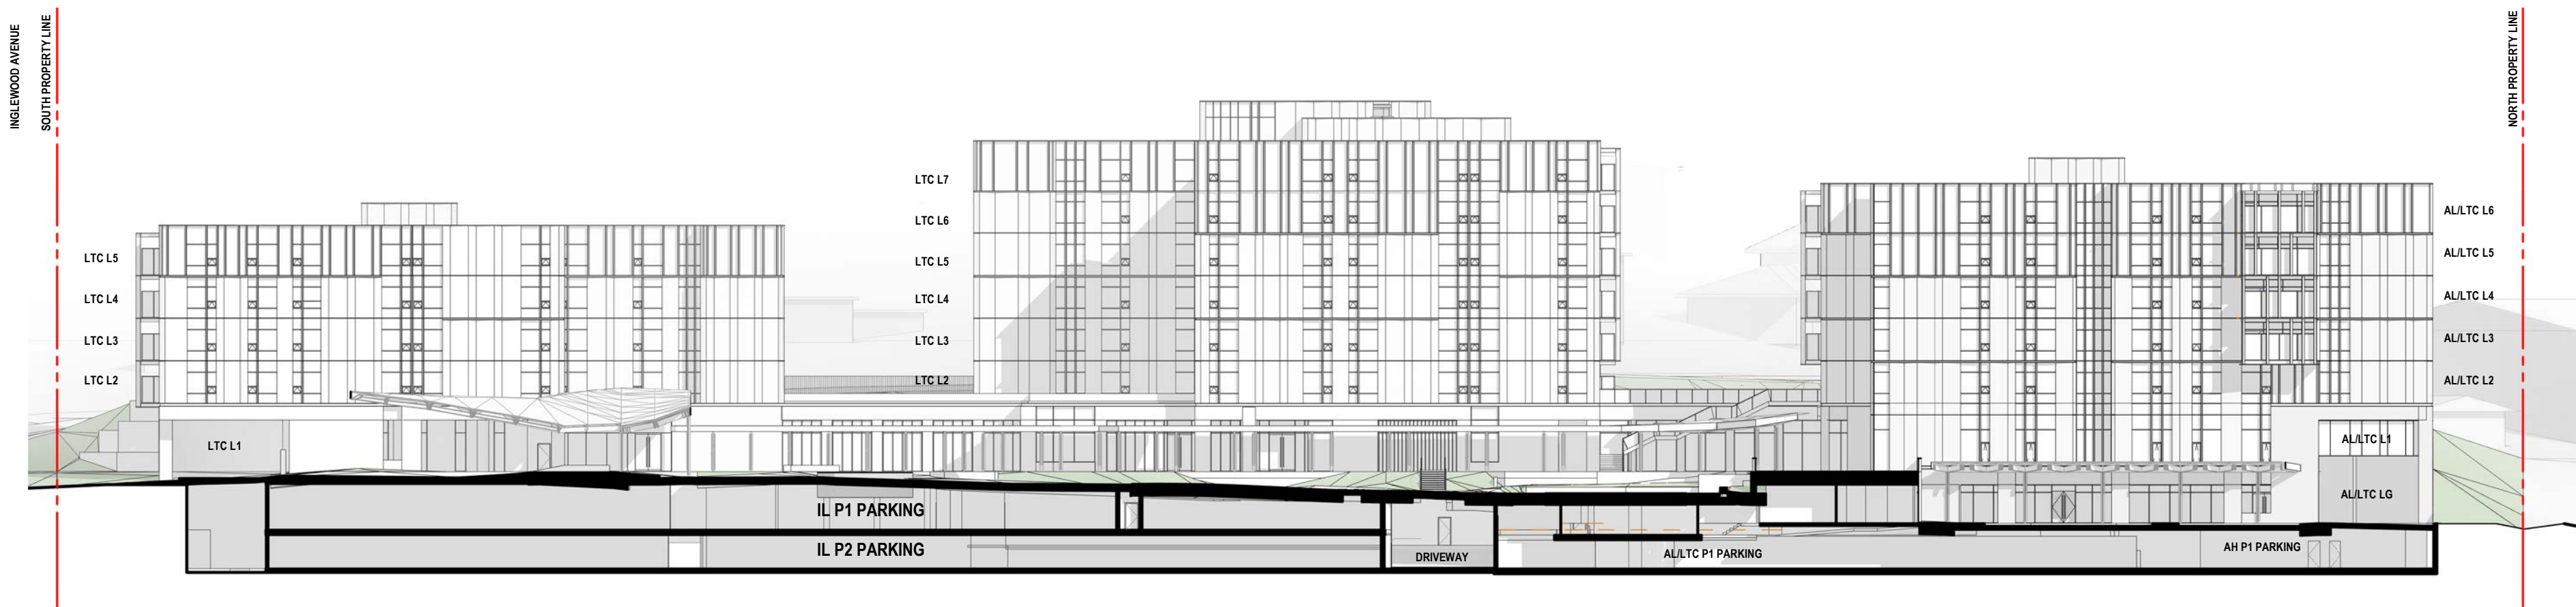 INGLEWOOD AVENUE
SOUTH PROPERTY LINE
NORTH PROPERTY LINE
LTC L5
LTC L4
LTC L3
LTC L2
LTC L1
LTC L7
LTC L6
LTC L5
LTC L4
LTC L3
LTC L2
AL/LTC L6
AL/LTC L5
AL/LTC L4
AL/LTC L3
AL/LTC L2
AL/LTC L1
AL/LTC LG
IL P1 PARKING
IL P2 PARKING
DRIVEWAY
AL/LTC P1 PARKING
AH P1 PARKING